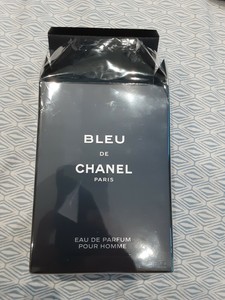 BLEU
DE
CHANEL
PARIS
EAU DE PARFUM
POUR HOMME